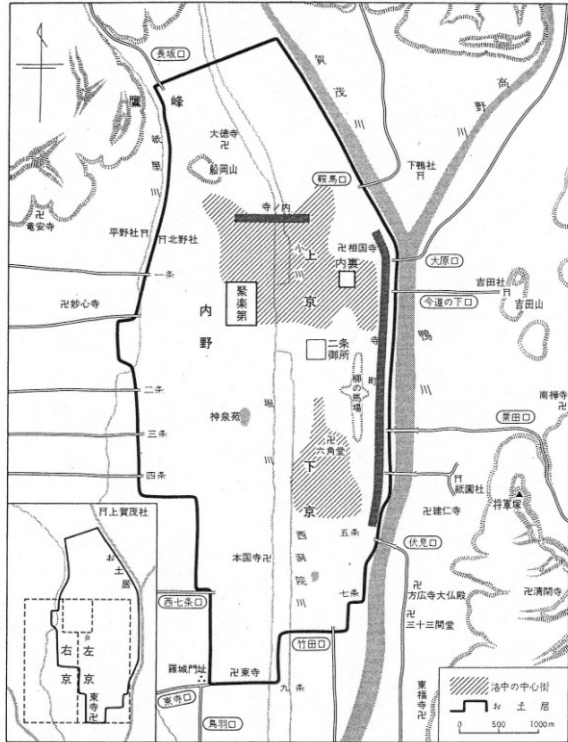 長坂口
鷹峰
紙屋川
賀茂川
高野
大徳寺
船岡山
下鴨社
鞍馬口
竜安寺
寺ノ内
平野社
北野社
相国寺
内裏
上京
小川
大原口
吉田社
吉田山
一条
聚楽第
今道の下口
妙心寺
内野
二条
御所
寺町
鴨川
柳の馬場
二条
南禅寺
神泉苑
堀川
粟田口
三条
六角堂
四条
下京
祇園社
将軍塚
建仁寺
上賀茂社
お土居
五条
西洞院川
伏見口
本国寺
方広寺大仏殿
清閑寺
七条
三十三間堂
西七条口
竹田口
右京
左京
東寺
羅城門址
東寺
九条
東寺口
鳥羽口
東福寺
洛中の中心街
お土居
0 500 1000m